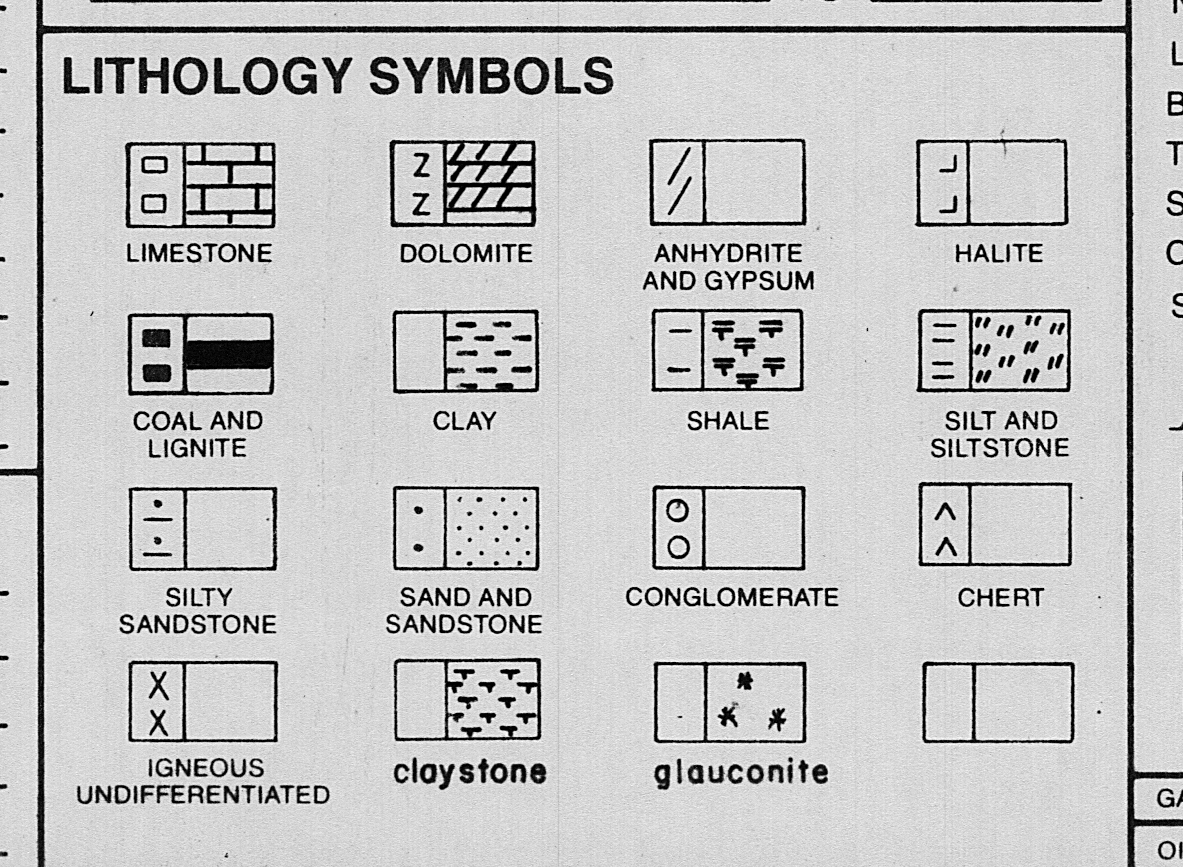 LITHOLOGY SYMBOLS
LIMESTONE
DOLOMITE
ANHYDRITE
AND GYPSUM
HALITE
COAL AND
LIGNITE
CLAY
SHALE
SILT AND
SILTSTONE
SILTY
SANDSTONE
SAND AND
SANDSTONE
CONGLOMERATE
CHERT
IGNEOUS
UNDIFFERENTIATED
claystone
glauconite